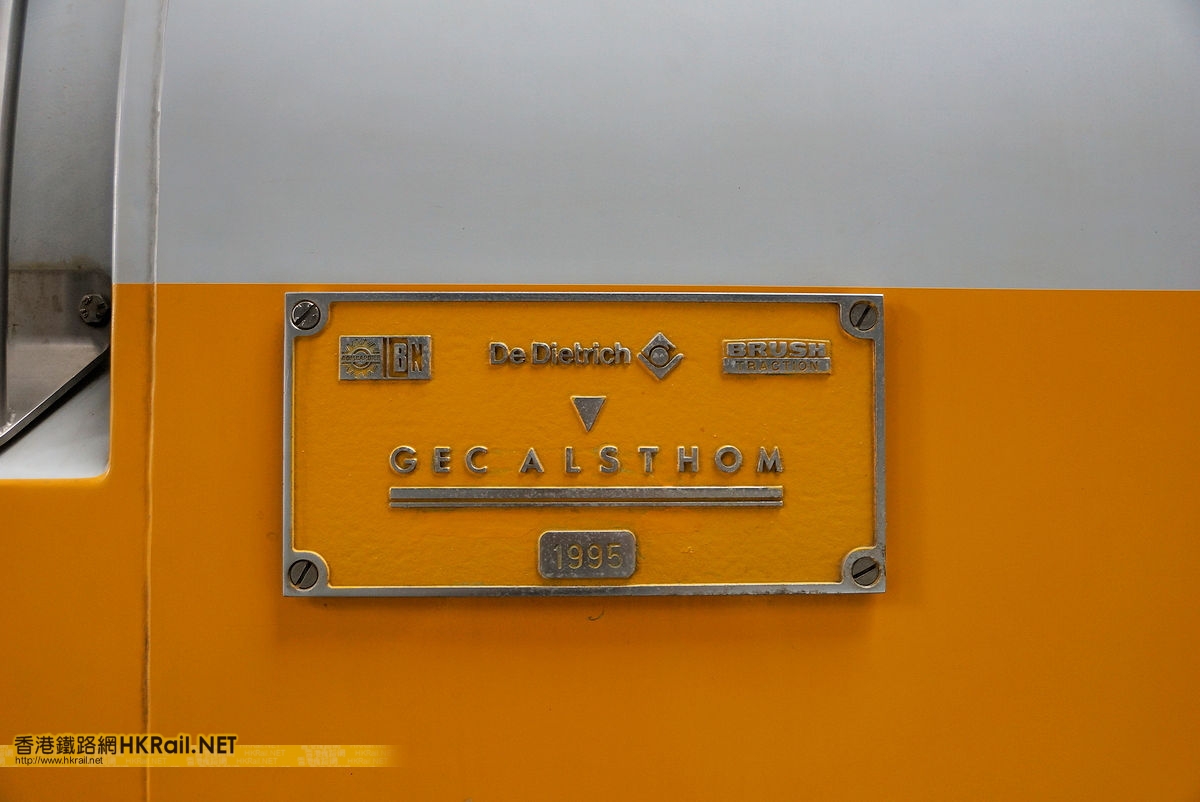 BOMBARDIER BN De Dietrich BRUSH
TRACTION
GEC ALSTHOM
1995
香港鐵路網HKRail.NET
http://www.hkrail.net